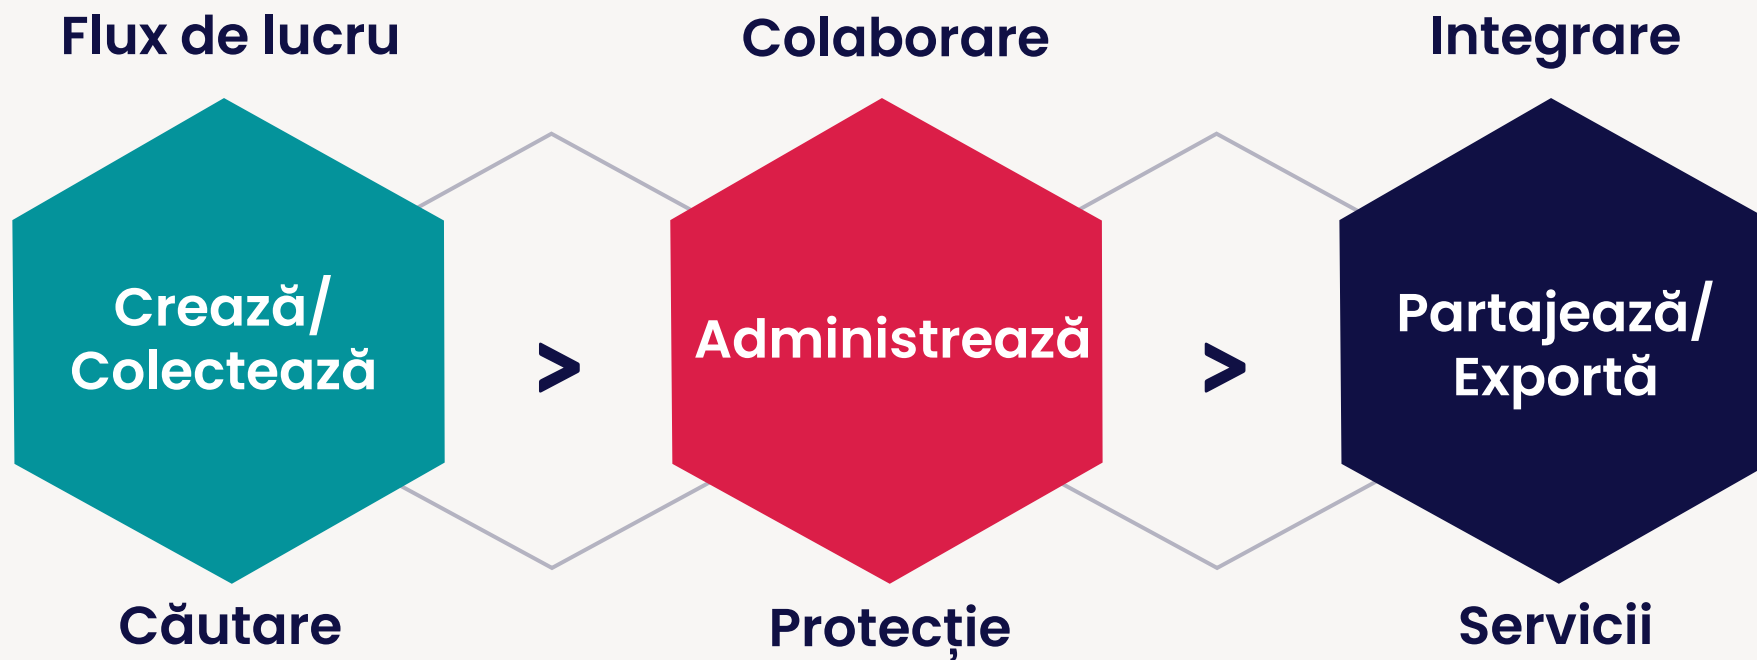 Flux de lucru
Colaborare
Integrare
Crează/
Colectează
>
Administrează
>
Partajează/
Exportă
Căutare
Protecție
Servicii